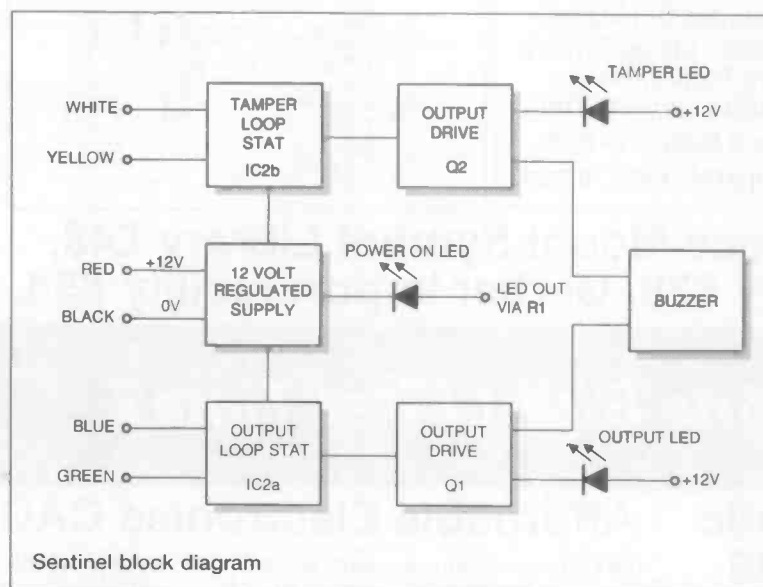 WHITE
YELLOW
TAMPER
LOOP
STAT
IC2b
OUTPUT
DRIVE
Q2
TAMPER LED
+12V
RED
+12V
BLACK
0V
12 VOLT
REGULATED
SUPPLY
POWER ON LED
LED OUT
VIA R1
BUZZER
BLUE
GREEN
OUTPUT
LOOP STAT
IC2a
OUTPUT
DRIVE
Q1
OUTPUT LED
+12V
Sentinel block diagram